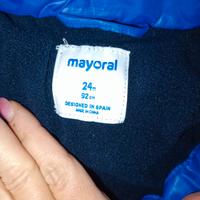 mayoral
24m
92cm
DESIGNED IN SPAIN
MADE IN CHINA